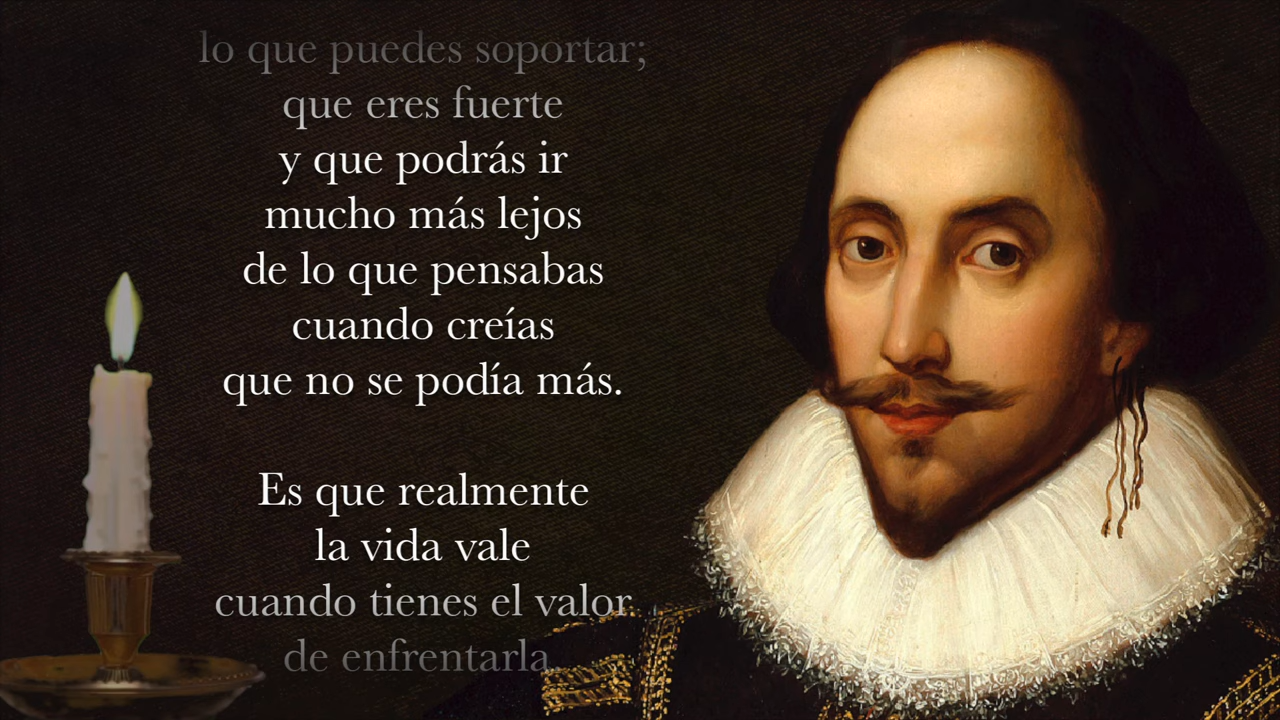 lo que puedes soportar;
que eres fuerte
y que podrás ir
mucho más lejos
de lo que pensabas
cuando creías
que no se podía más.
Es que realmente
la vida vale
cuando tienes el valor
de enfrentarla.